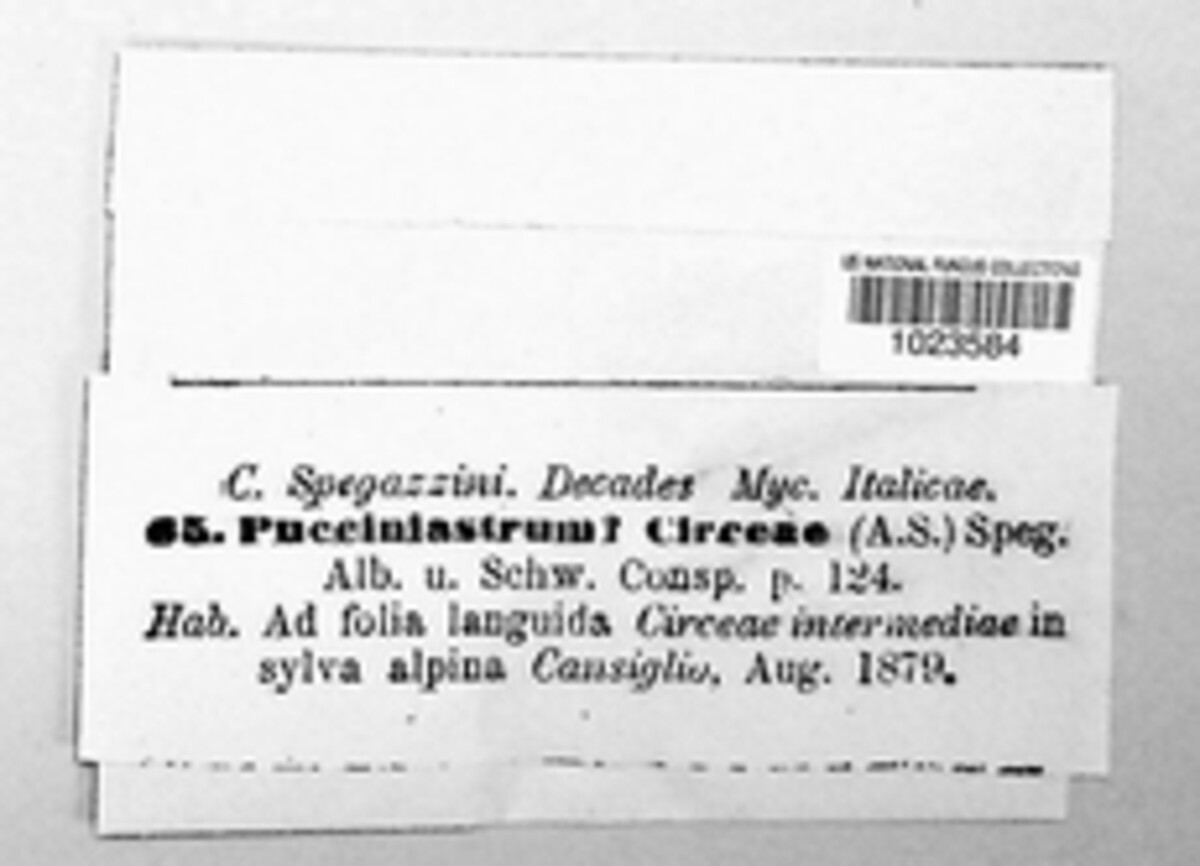 US NATIONAL FUNGUS COLLECTIONS
1023584
C. Spegazzini. Decades Myc. Italicae.
65. Pucciniastrum? Circeae (A.S.) Speg.
Alb. u. Schw. Consp. p. 124.
Hab. Ad folia languida Circeae intermediae in
sylva alpina Cansiglio, Aug. 1879.